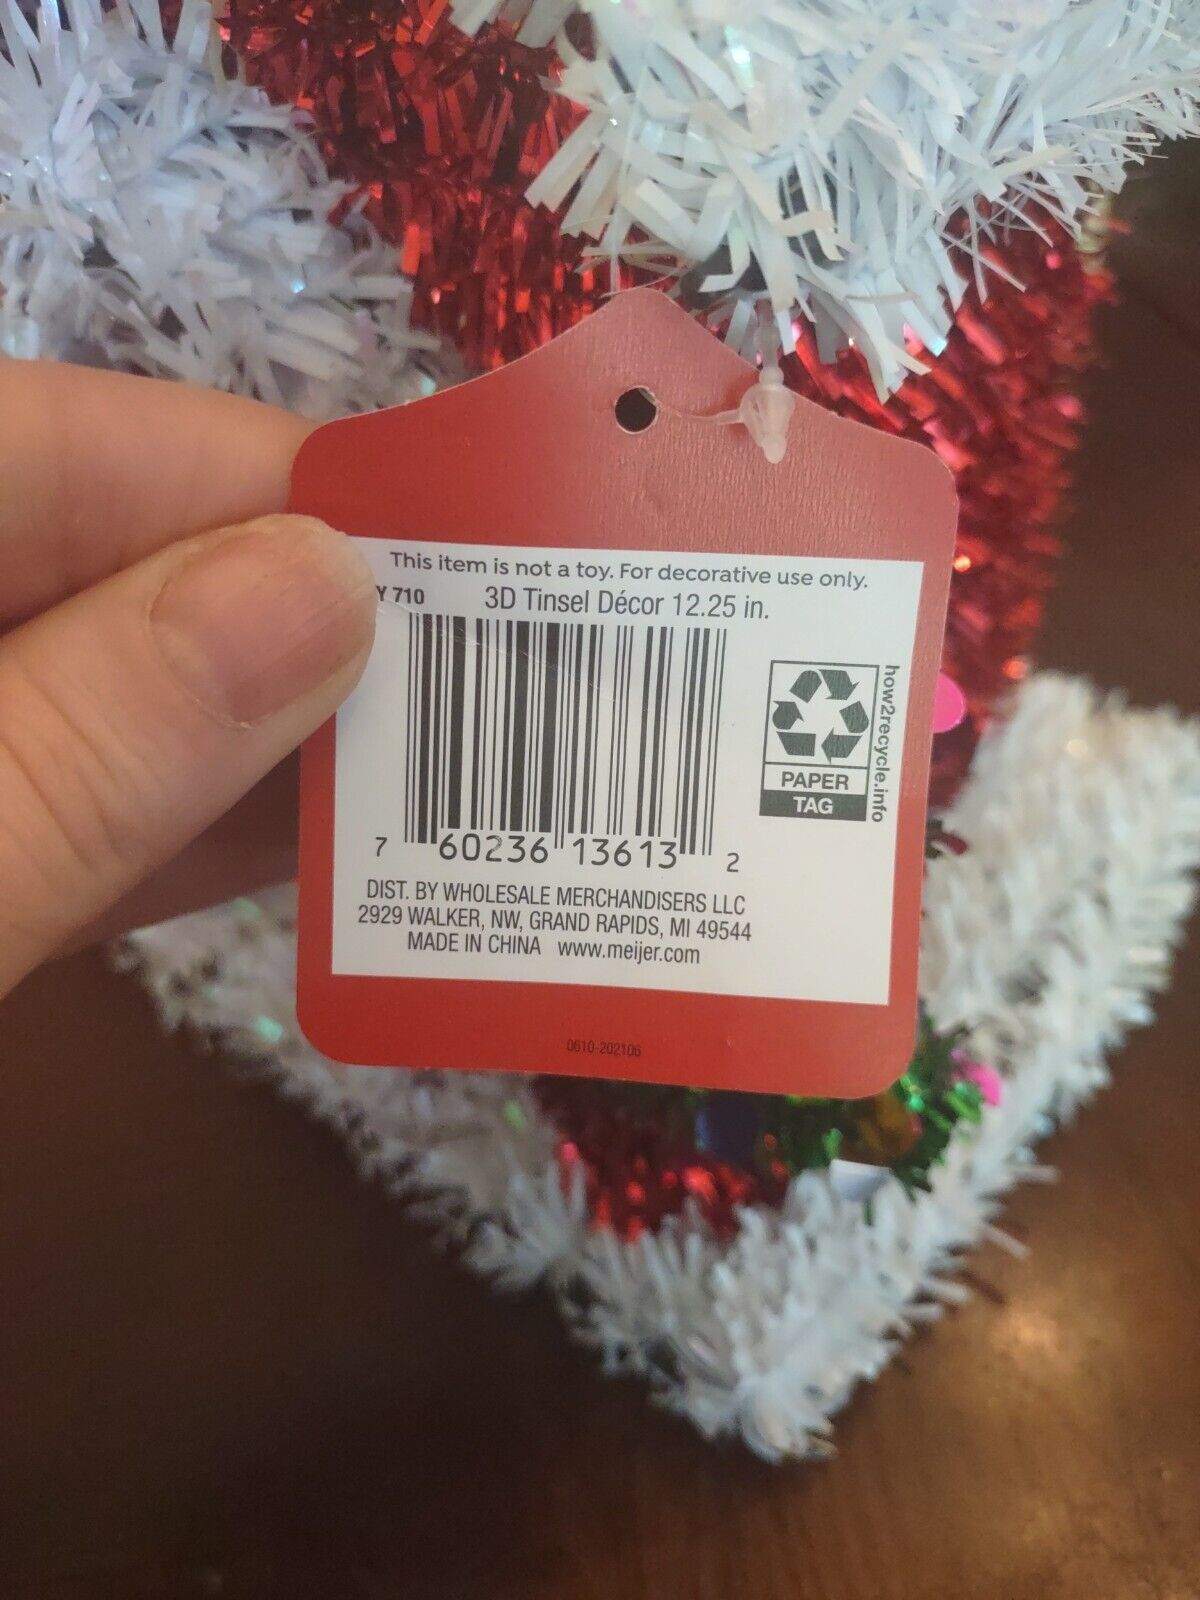 This item is not a toy. For decorative use only.
Y 710 3D Tinsel Décor 12.25 in.
how2recycle.info
PAPER
TAG
7 60236 13613 2
DIST. BY WHOLESALE MERCHANDISERS LLC
2929 WALKER, NW, GRAND RAPIDS, MI 49544
MADE IN CHINA www.meijer.com
0610-202106